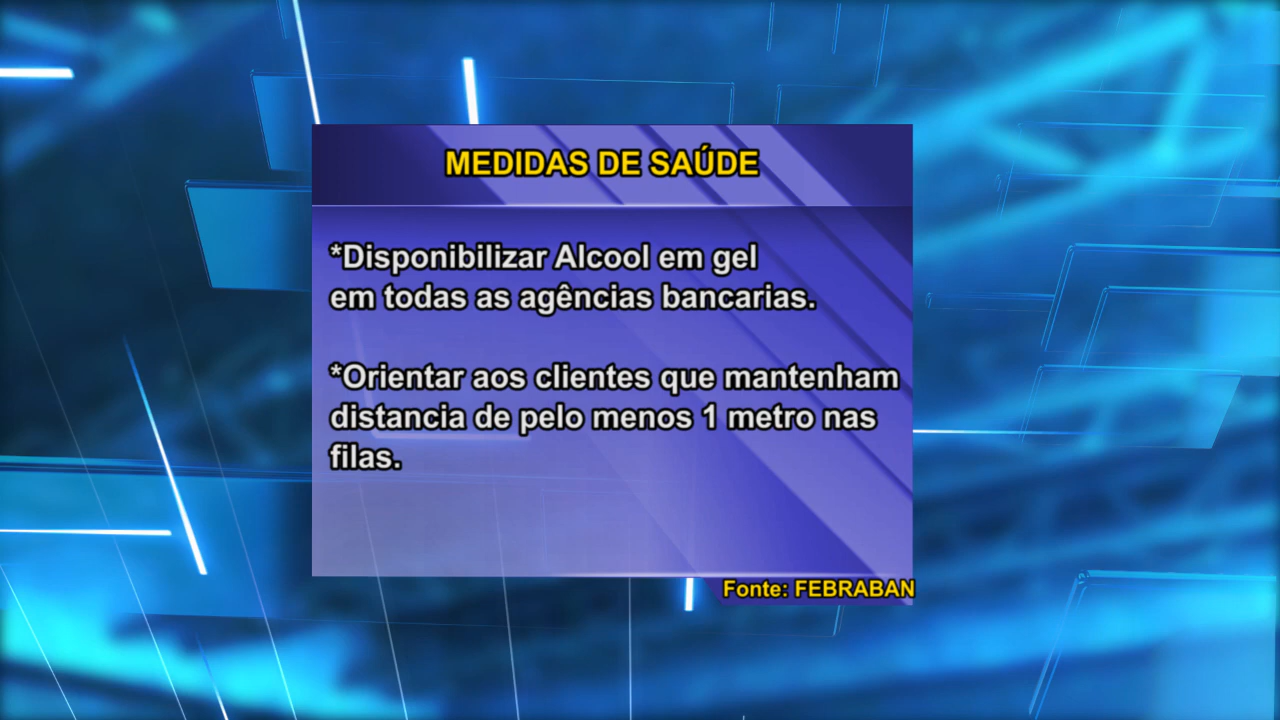 MEDIDAS DE SAÚDE
*Disponibilizar Alcool em gel
em todas as agências bancarias.
*Orientar aos clientes que mantenham
distancia de pelo menos 1 metro nas
filas.
Fonte: FEBRABAN